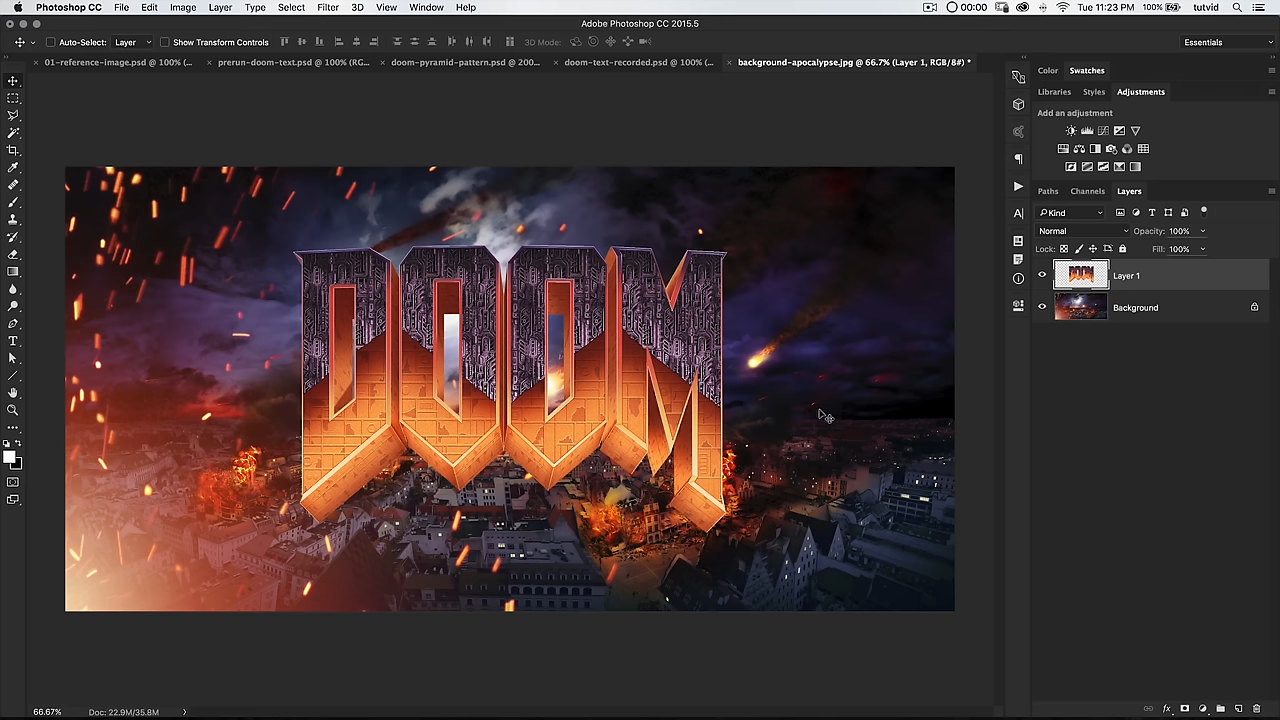 Photoshop CC File Edit Image Layer Type Select Filter 3D View Window Help 00:00 Tue 11:23 PM 100% tutvid
Adobe Photoshop CC 2015.5
Auto-Select: Layer Show Transform Controls 3D Mode: Essentials
01-reference-image.psd @ 100% (... prerun-doom-text.psd @ 100% (RG... doom-pyramid-pattern.psd @ 200... doom-text-recorded.psd @ 100% (... background-apocalypse.jpg @ 66.7% (Layer 1, RGB/8#) *
Color Swatches
Libraries Styles Adjustments
Add an adjustment
Paths Channels Layers
Kind
Normal Opacity: 100%
Lock: Fill: 100%
Layer 1
Background
DOOM
66.67% Doc: 22.9M/35.8M